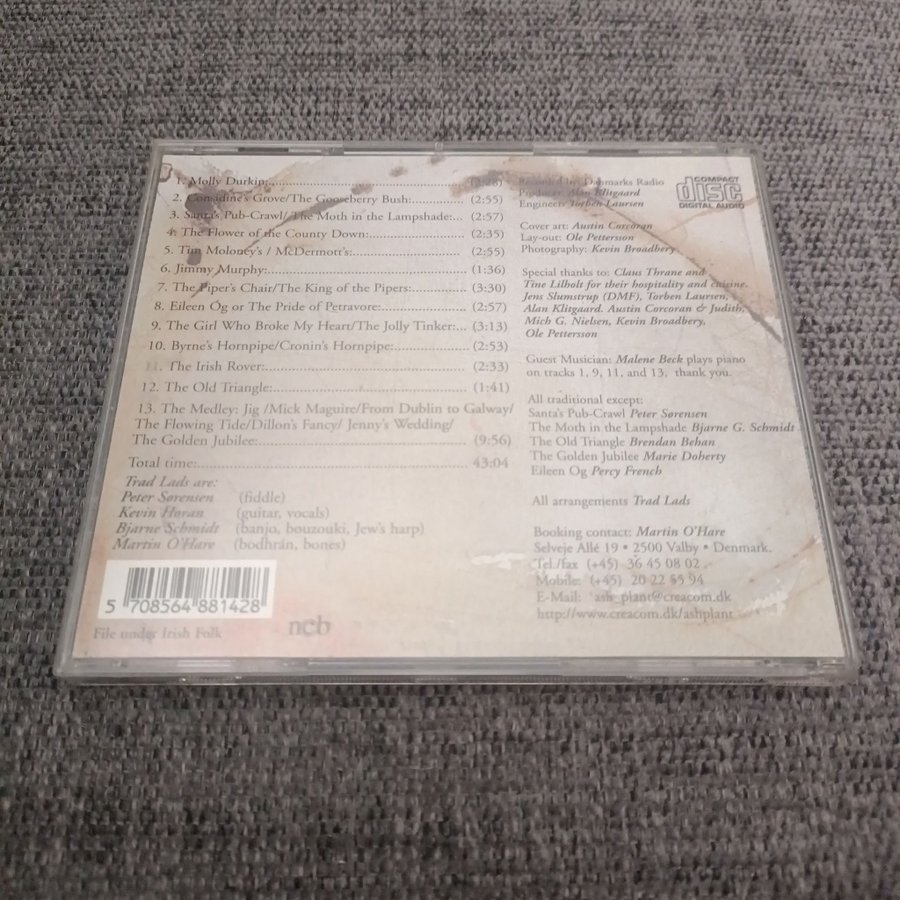 1. Molly Durkin:
2. Comadine's Grove/The Gooseberry Bush: (2:55)
3. Santa's Pub-Crawl/The Moth in the Lampshade: (2:57)
4. The Flower of the County Down: (2:35)
5. Tim Moloney's / McDermott's: (2:55)
6. Jimmy Murphy: (1:36)
7. The Piper's Chair/The King of the Pipers: (3:30)
8. Eileen Óg or The Pride of Petravore: (2:57)
9. The Girl Who Broke My Heart/The Jolly Tinker: (3:13)
10. Byrne's Hornpipe/Cronin's Hornpipe: (2:53)
11. The Irish Rover: (2:33)
12. The Old Triangle: (1:41)
13. The Medley: Jig /Mick Maguire/From Dublin to Galway/
The Flowing Tide/Dillon's Fancy/ Jenny's Wedding/
The Golden Jubilee: (9:56)
Total time: 43:04
Trad Lads are:
Peter Sørensen (fiddle)
Kevin Horan (guitar, vocals)
Bjarne Schmidt (banjo, bouzouki, Jew's harp)
Martin O'Hare (bodhrán, bones)
5 708564 881428
File under Irish Folk
ncb
Recorded by: Danmarks Radio
Producer: Alan Klitgaard
Engineer: Torben Laursen
COMPACT
disc
DIGITAL AUDIO
Cover art: Austin Corcoran
Lay-out: Ole Pettersson
Photography: Kevin Broadbery
Special thanks to: Claus Thrane and
Tine Lilholt for their hospitality and cuisine.
Jens Slumstrup (DMF), Torben Laursen,
Alan Klitgaard. Austin Corcoran & Judith,
Mich G. Nielsen, Kevin Broadbery,
Ole Pettersson
Guest Musician: Malene Beck plays piano
on tracks 1, 9, 11, and 13, thank you.
All traditional except:
Santa's Pub-Crawl Peter Sørensen
The Moth in the Lampshade Bjarne G. Schmidt
The Old Triangle Brendan Behan
The Golden Jubilee Marie Doherty
Eileen Og Percy French
All arrangements Trad Lads
Booking contact: Martin O'Hare
Selveje Allé 19 • 2500 Valby • Denmark.
Tel./fax (+45) 36 45 08 02
Mobile: (+45) 20 22 85 94
E-Mail: ash_plant@creacom.dk
http://www.creacom.dk/ashplant